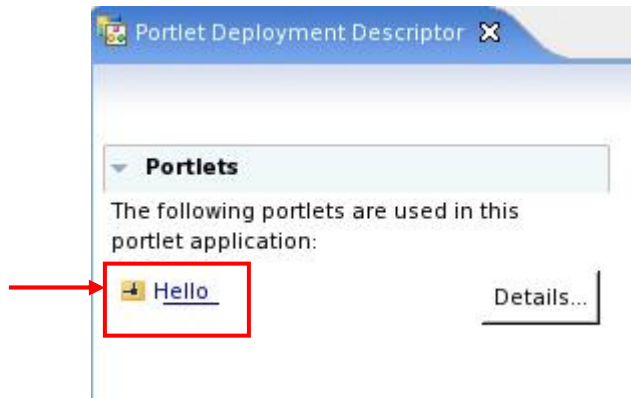 Portlet Deployment Descriptor
Portlets
The following portlets are used in this
portlet application:
Hello
Details...